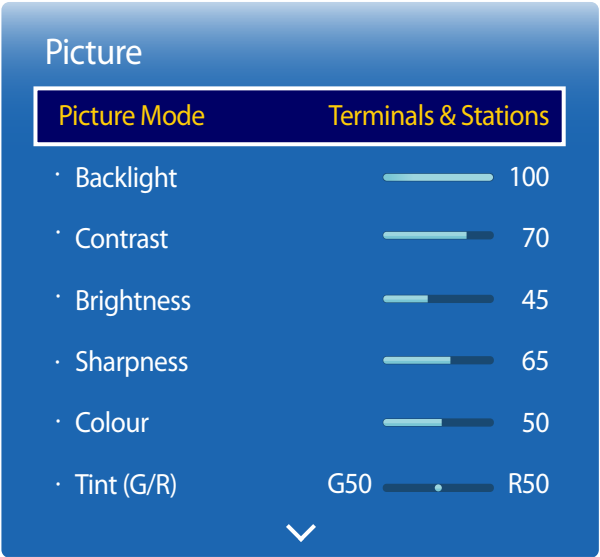 Picture
Picture Mode Terminals & Stations
· Backlight 100
· Contrast 70
· Brightness 45
· Sharpness 65
· Colour 50
· Tint (G/R) G50 R50